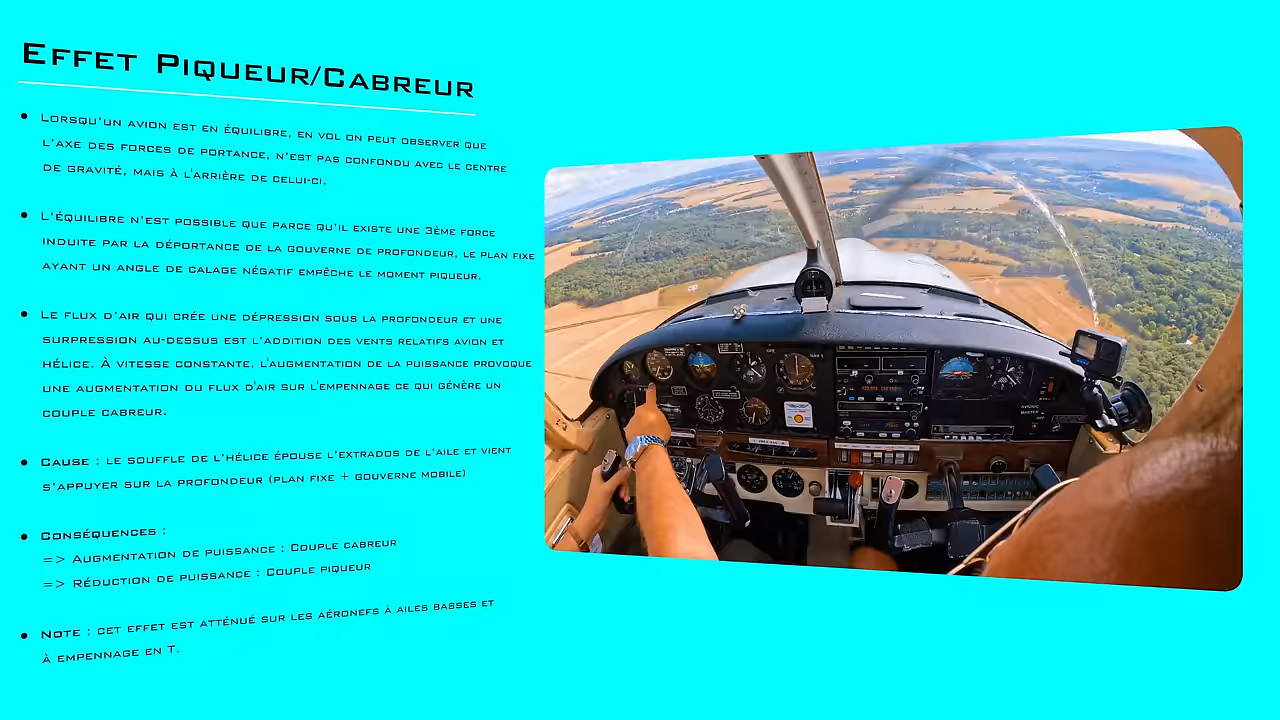 Effet Piqueur/Cabreur
• Lorsqu'un avion est en équilibre, en vol on peut observer que
l'axe des forces de portance, n'est pas confondu avec le centre
de gravité, mais à l'arrière de celui-ci.
• L'équilibre n'est possible que parce qu'il existe une 3ème force
induite par la déportance de la gouverne de profondeur, le plan fixe
ayant un angle de calage négatif empêche le moment piqueur.
• Le flux d'air qui crée une dépression sous la profondeur et une
surpression au-dessus est l'addition des vents relatifs avion et
hélice. À vitesse constante, l'augmentation de la puissance provoque
une augmentation du flux d'air sur l'empennage ce qui génère un
couple cabreur.
• Cause : le souffle de l'hélice épouse l'extrados de l'aile et vient
s'appuyer sur la profondeur (plan fixe + gouverne mobile)
• Conséquences :
=> Augmentation de puissance : Couple cabreur
=> Réduction de puissance : Couple piqueur
• Note : cet effet est atténué sur les aéronefs à ailes basses et
à empennage en T.
NAV 1
AVIONIC
MASTER
OFF